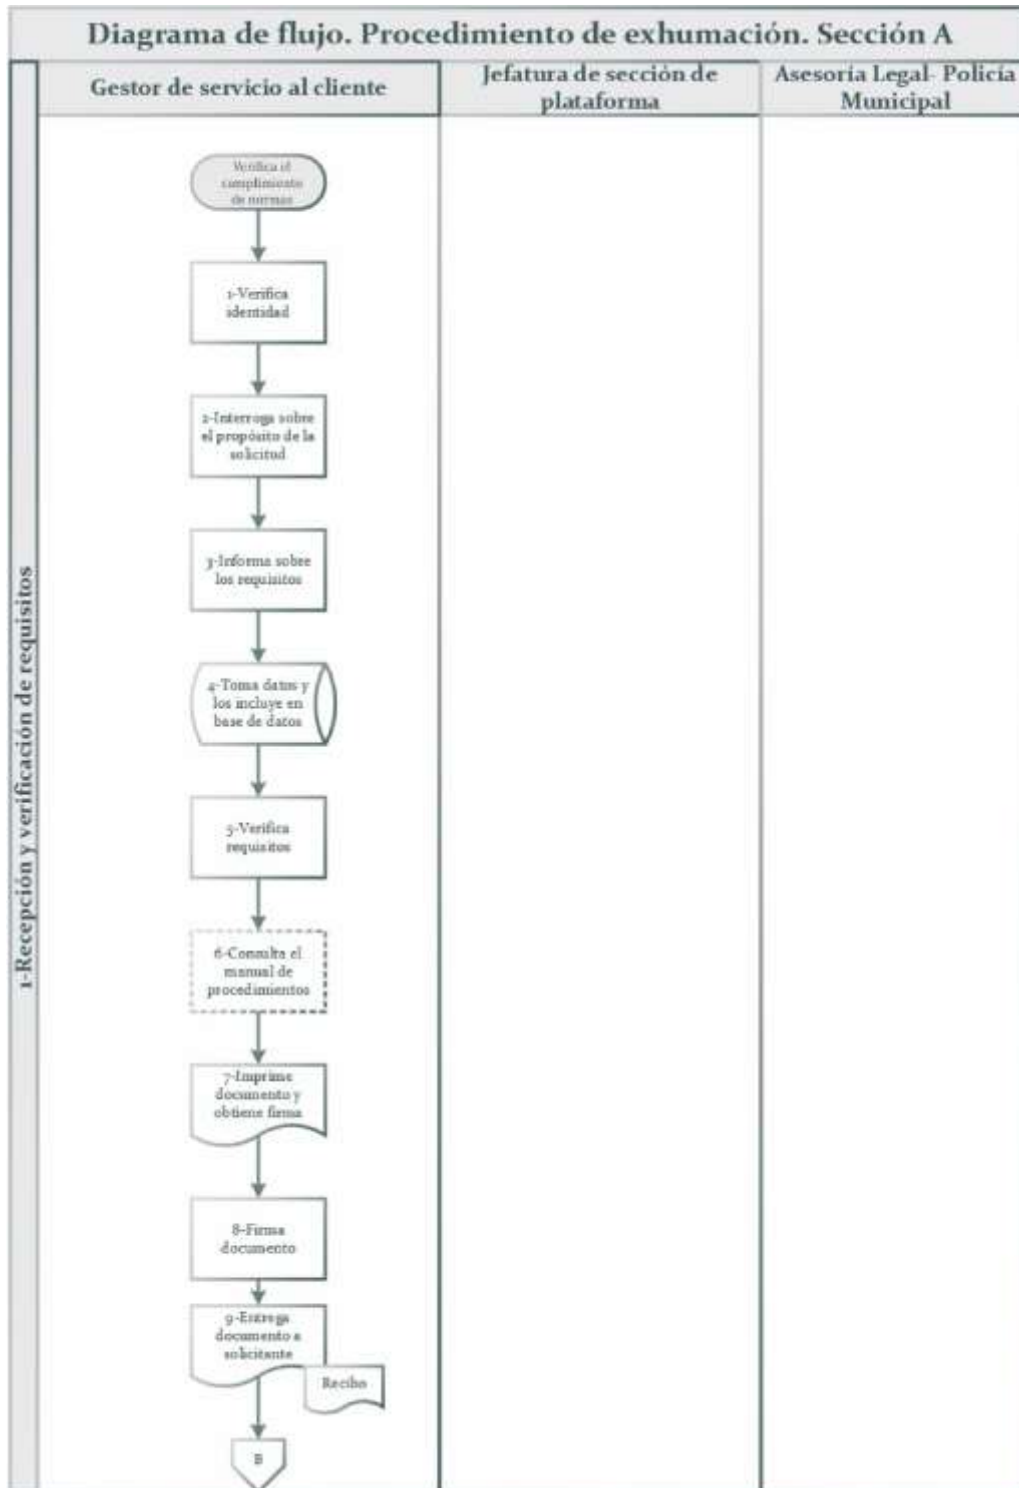 Diagrama de flujo. Procedimiento de exhumación. Sección A
Gestor de servicio al cliente
Jefatura de sección de
plataforma
Asesoría Legal- Policía
Municipal
1-Recepción y verificación de requisitos
Verifica el
cumplimiento
de normas
1-Verifica
identidad
2-Interroga sobre
el propósito de la
solicitud
3-Informa sobre
los requisitos
4-Toma datos y
los incluye en
base de datos
5-Verifica
requisitos
6-Consulta el
manual de
procedimientos
7-Imprime
documento y
obtiene firma
8-Firma
documento
9-Entrega
documento a
solicitante
Recibo
B